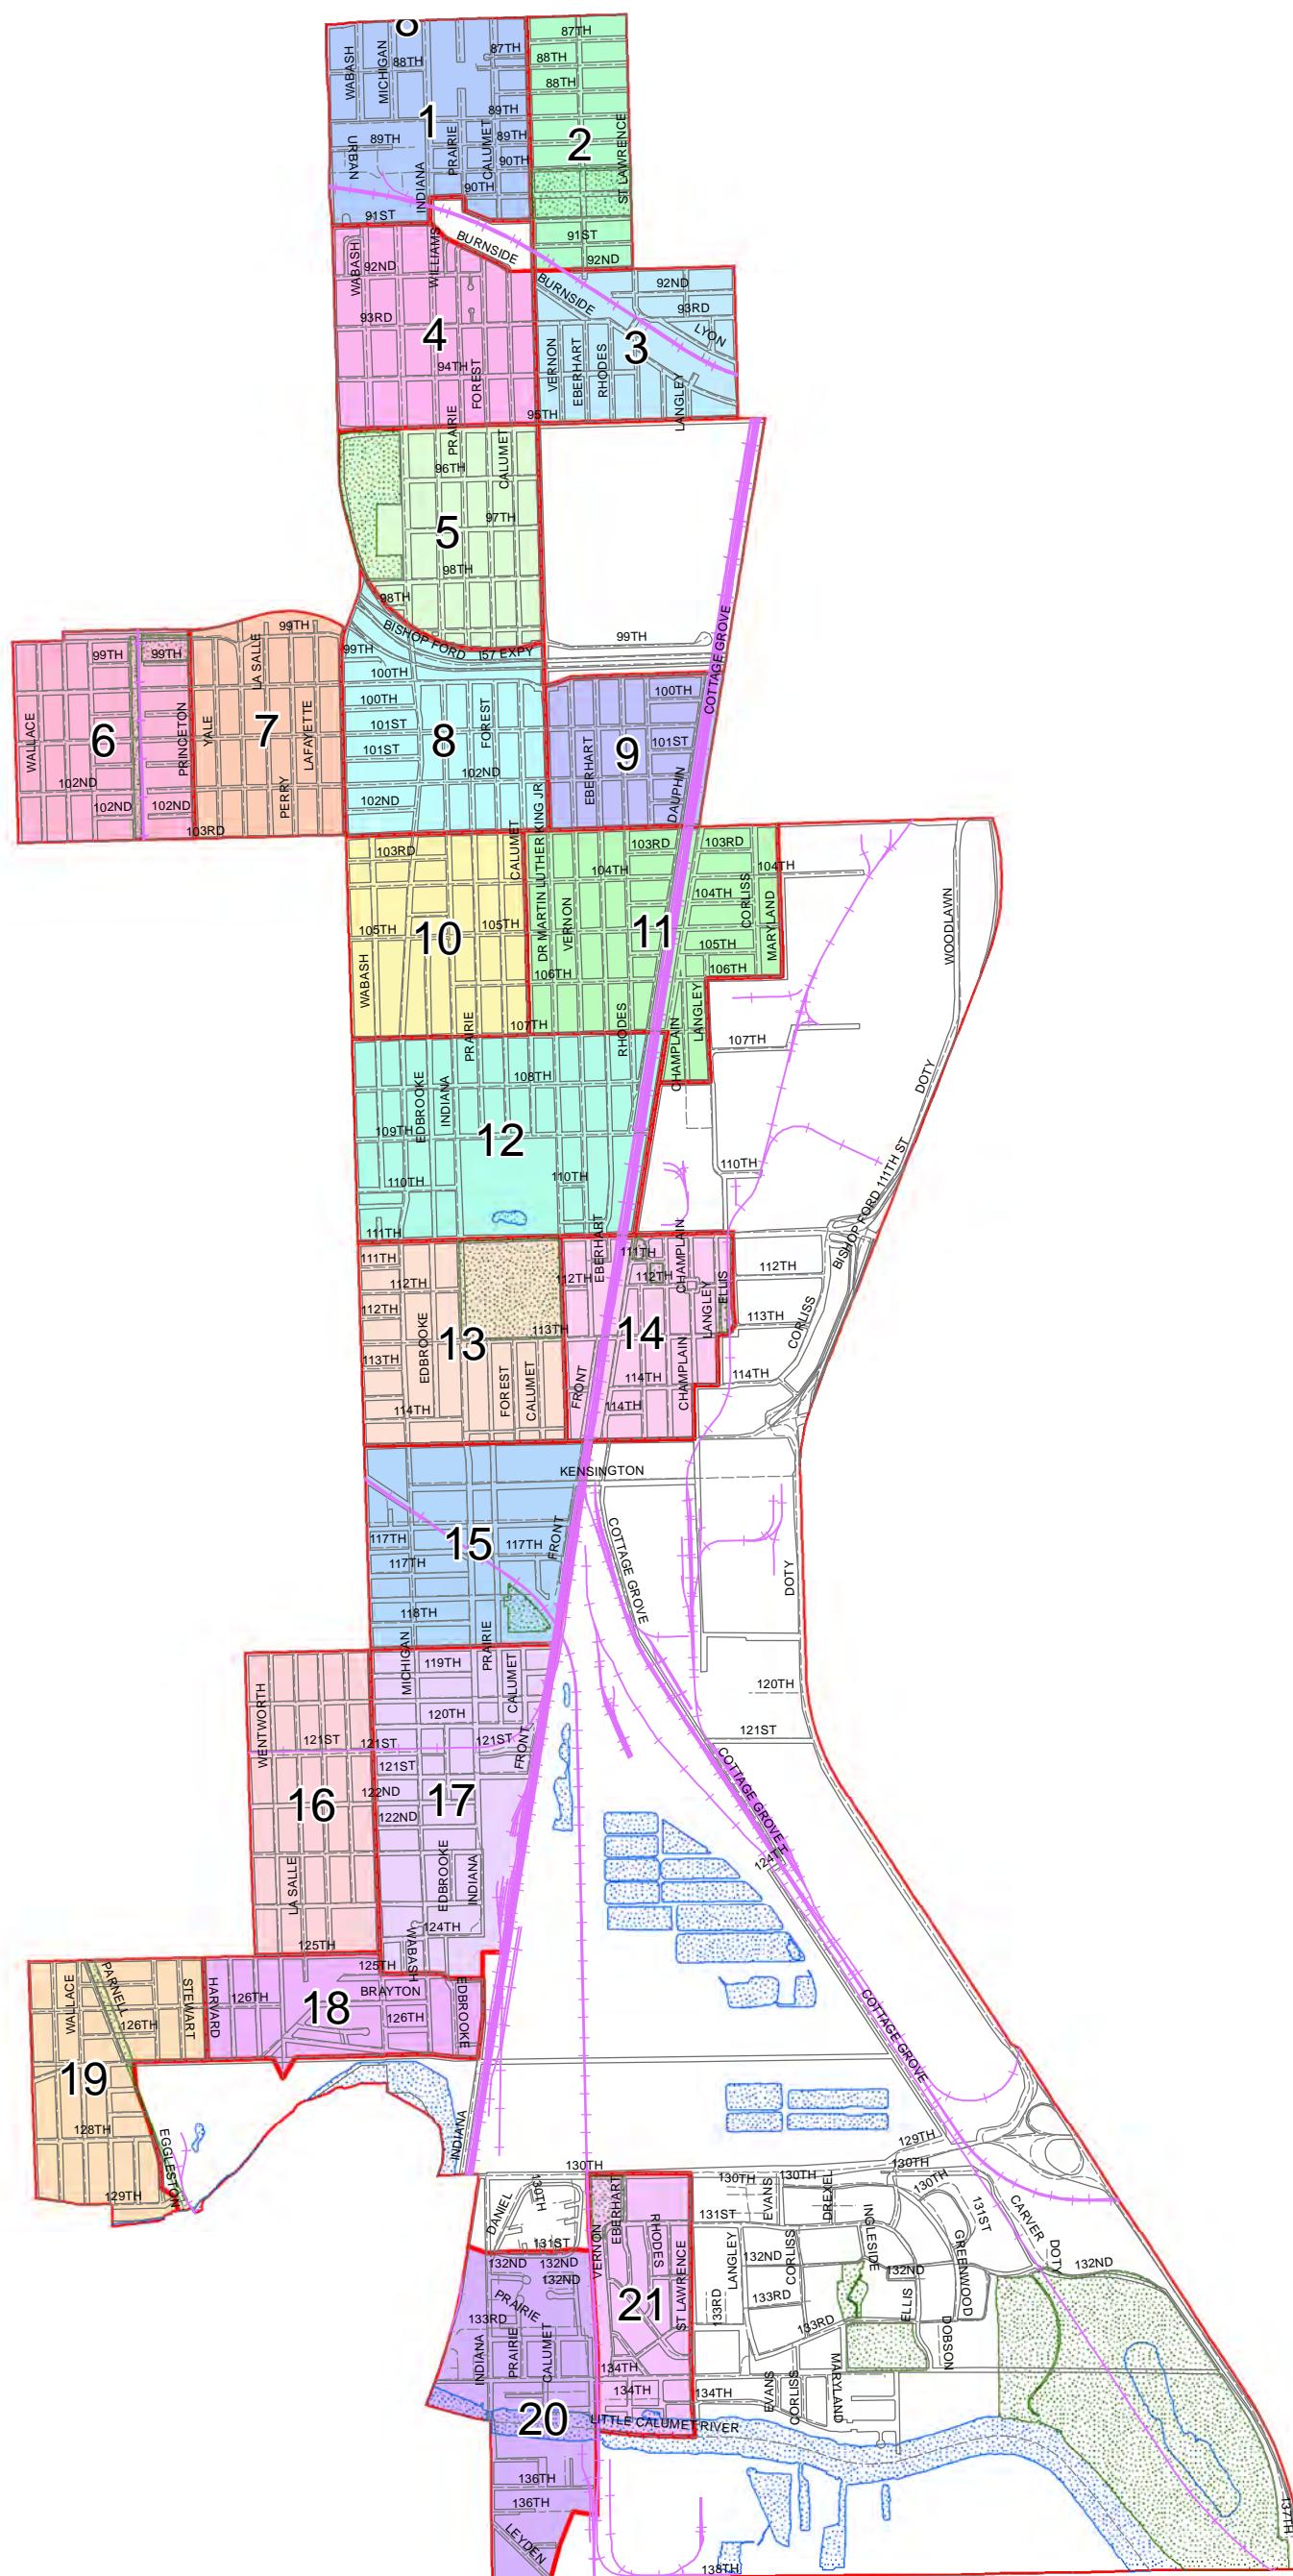 8
87TH
87TH
88TH
WABASH
MICHIGAN
88TH
88TH
89TH
1
2
89TH
89TH
URBAN
PRAIRIE
CALUMET
ST LAWRENCE
90TH
90TH
INDIANA
91ST
91ST
WILLIAMS
BURNSIDE
92ND
WABASH
92ND
BURNSIDE
92ND
93RD
93RD
LYON
4
3
94TH
FOREST
VERNON
EBERHART
RHODES
LANGLEY
PRAIRIE
95TH
CALUMET
96TH
97TH
5
98TH
98TH
BISHOP FORD
I57 EXPY
99TH
COTTAGE GROVE
99TH
99TH
99TH
99TH
LA SALLE
100TH
100TH
100TH
WALLACE
6
PRINCETON
YALE
7
LAFAYETTE
101ST
101ST
8
FOREST
EBERHART
9
101ST
102ND
102ND
102ND
102ND
102ND
PERRY
DAUPHIN
103RD
103RD
CALUMET
DR MARTIN LUTHER KING JR
103RD
103RD
104TH
104TH
104TH
CORLISS
MARYLAND
WOODLAWN
105TH
10
105TH
VERNON
11
105TH
106TH
106TH
WABASH
PRAIRIE
107TH
RHODES
CHAMPLAIN
LANGLEY
107TH
108TH
EDBROOKE
INDIANA
DOTY
109TH
12
110TH
110TH
110TH
BISHOP FORD 111TH ST
111TH
111TH
111TH
EBERHART
CHAMPLAIN
112TH
112TH
112TH
112TH
112TH
LANGLEY
ELLIS
113TH
113TH
113TH
EDBROOKE
13
14
CORLISS
114TH
114TH
114TH
114TH
FOREST
CALUMET
FRONT
CHAMPLAIN
KENSINGTON
117TH
117TH
15
117TH
FRONT
COTTAGE GROVE
DOTY
118TH
MICHIGAN
PRAIRIE
119TH
CALUMET
WENTWORTH
120TH
120TH
121ST
121ST
121ST
121ST
121ST
FRONT
122ND
122ND
16
17
COTTAGE GROVE
124TH
LA SALLE
EDBROOKE
INDIANA
124TH
WABASH
125TH
125TH
WALLACE
PARNELL
STEWART
HARVARD
126TH
126TH
126TH
BRAYTON
EDBROOKE
18
19
COTTAGE GROVE
128TH
EGGLESTON
129TH
INDIANA
129TH
130TH
130TH
130TH
130TH
130TH
130TH
DANIEL
EBERHART
EVANS
DREXEL
131ST
131ST
131ST
CARVER
DOTY
VERNON
RHODES
ST LAWRENCE
LANGLEY
CORLISS
INGLESIDE
GREENWOOD
132ND
132ND
132ND
132ND
132ND
132ND
PRAIRIE
133RD
133RD
133RD
133RD
21
ELLIS
DOBSON
INDIANA
PRAIRIE
CALUMET
134TH
134TH
134TH
EVANS
CORLISS
MARYLAND
20
LITTLE CALUMET RIVER
136TH
136TH
LEYDEN
137TH
138TH